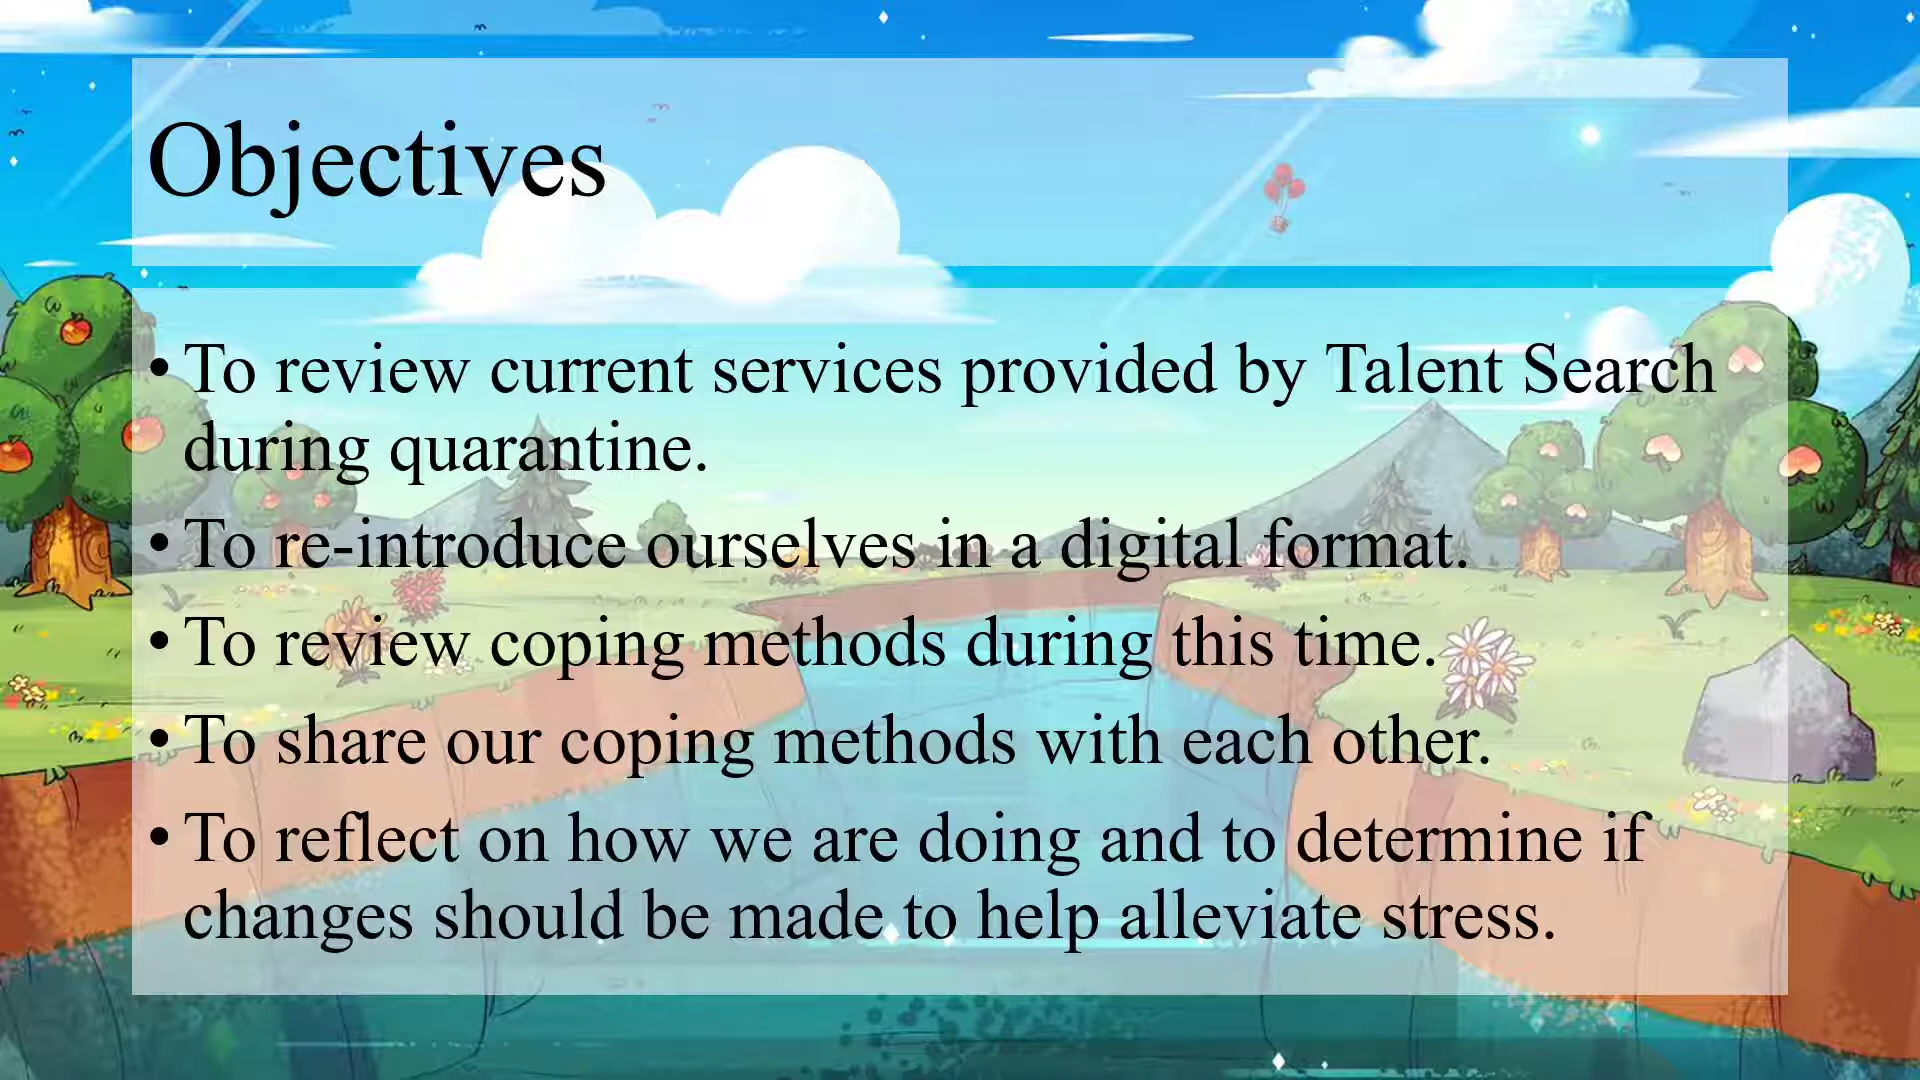 Objectives
• To review current services provided by Talent Search
during quarantine.
• To re-introduce ourselves in a digital format.
• To review coping methods during this time.
• To share our coping methods with each other.
• To reflect on how we are doing and to determine if
changes should be made to help alleviate stress.